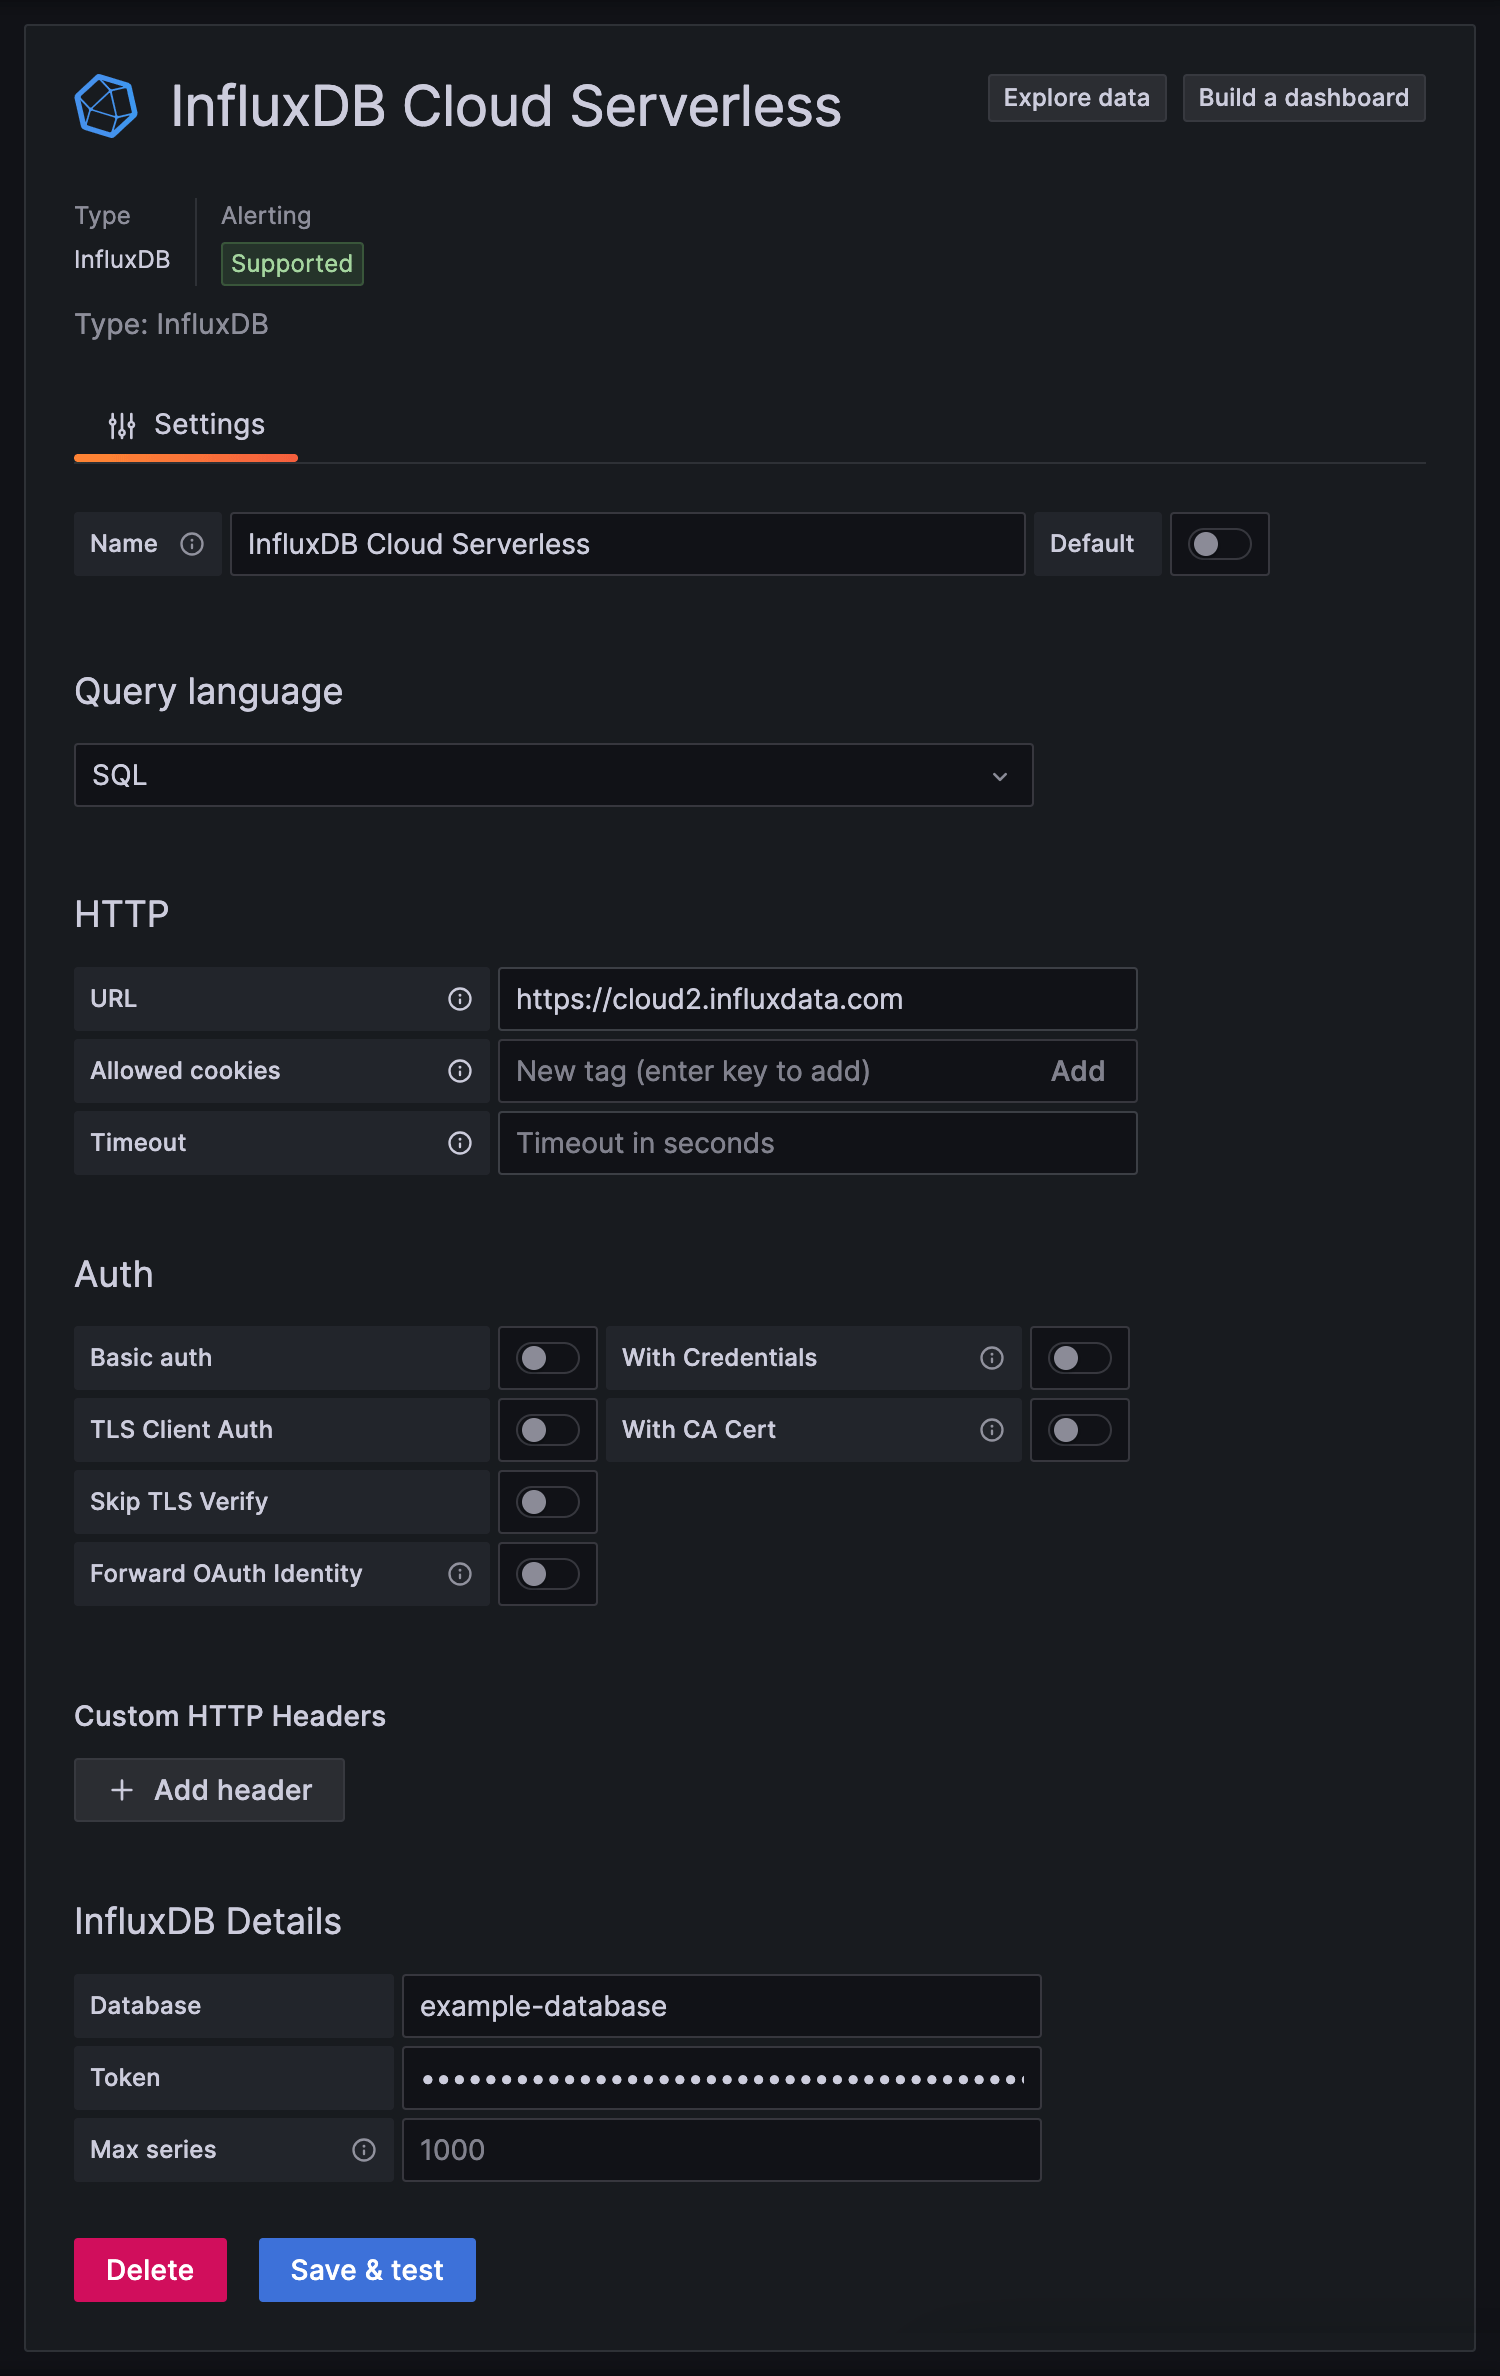 InfluxDB Cloud Serverless
Explore data
Build a dashboard
Type
InfluxDB
Alerting
Supported
Type: InfluxDB
Settings
Name
InfluxDB Cloud Serverless
Default
Query language
SQL
HTTP
URL
https://cloud2.influxdata.com
Allowed cookies
New tag (enter key to add)
Add
Timeout
Timeout in seconds
Auth
Basic auth
With Credentials
TLS Client Auth
With CA Cert
Skip TLS Verify
Forward OAuth Identity
Custom HTTP Headers
Add header
InfluxDB Details
Database
example-database
Token
Max series
1000
Delete
Save & test